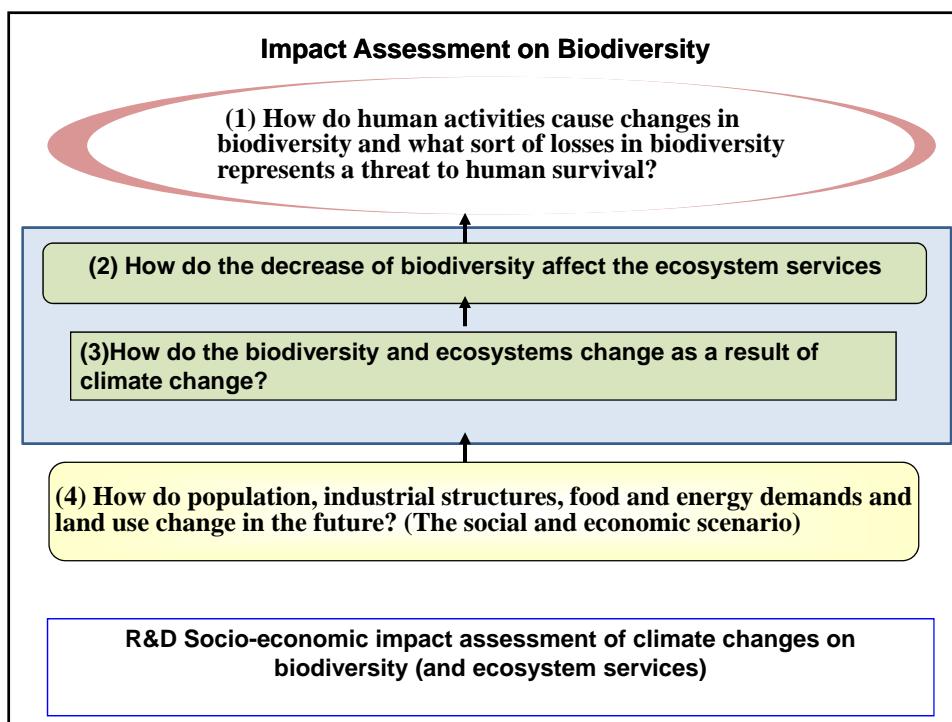 Impact Assessment on Biodiversity
(1) How do human activities cause changes in
biodiversity and what sort of losses in biodiversity
represents a threat to human survival?
(2) How do the decrease of biodiversity affect the ecosystem services
(3)How do the biodiversity and ecosystems change as a result of
climate change?
(4) How do population, industrial structures, food and energy demands and
land use change in the future? (The social and economic scenario)
R&D Socio-economic impact assessment of climate changes on
biodiversity (and ecosystem services)